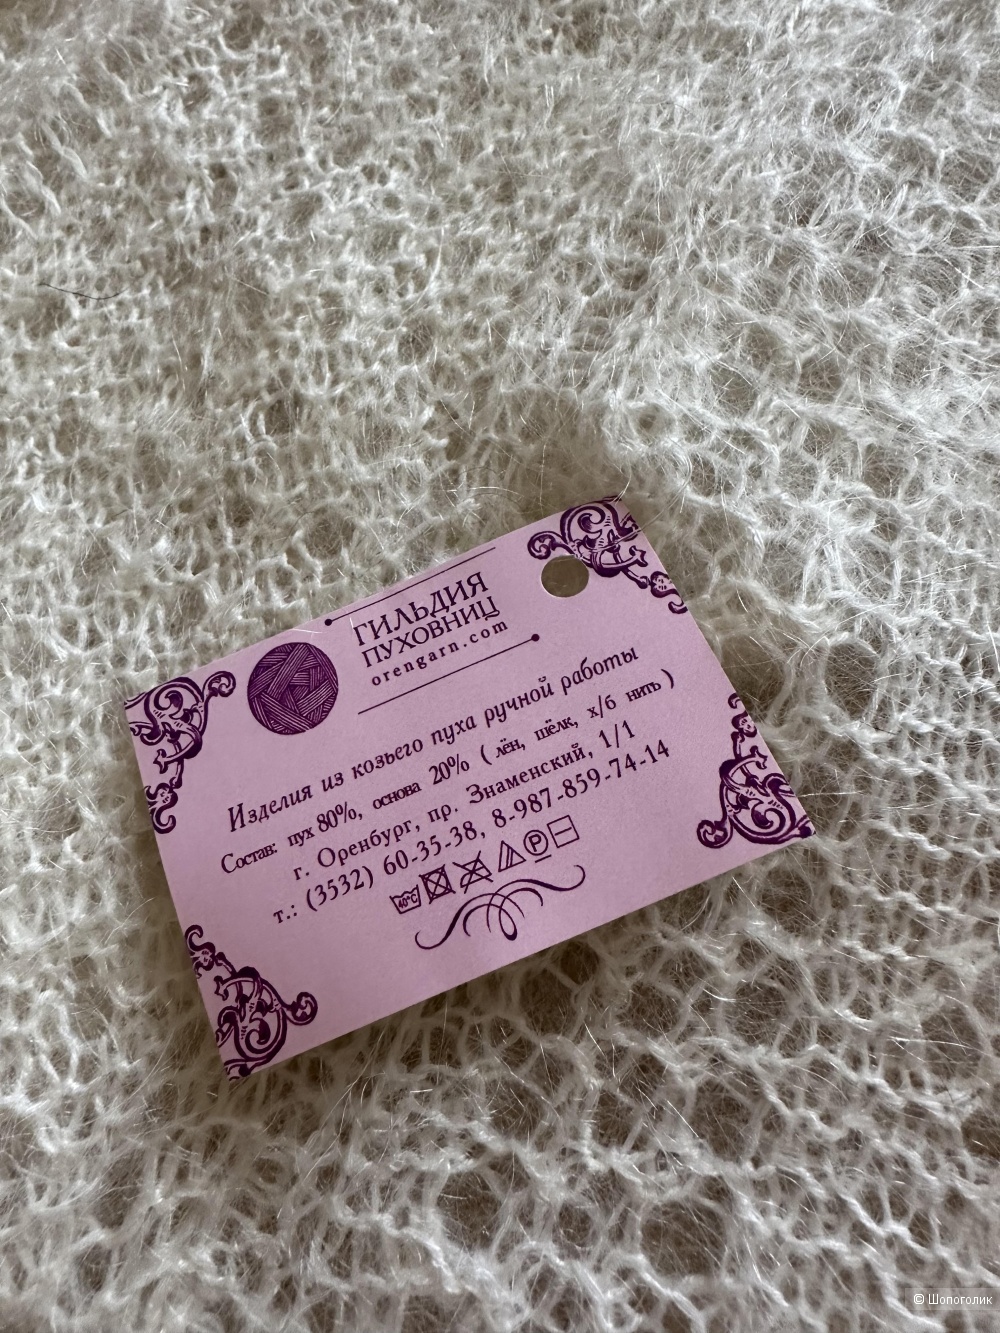 ГИЛЬДИЯ
ПУХОВНИЦ
orengarn.com
Изделия из козьего пуха ручной работы
Состав: пух 80%, основа 20% ( лён, шёлк, х/б нить )
г. Оренбург, пр. Знаменский, 1/1
т.: (3532) 60-35-38, 8-987-859-74-14
40°C P
© Шопоголик